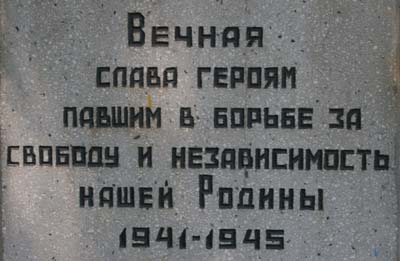 Вечная
слава героям
павшим в борьбе за
свободу и независимость
нашей Родины
1941-1945